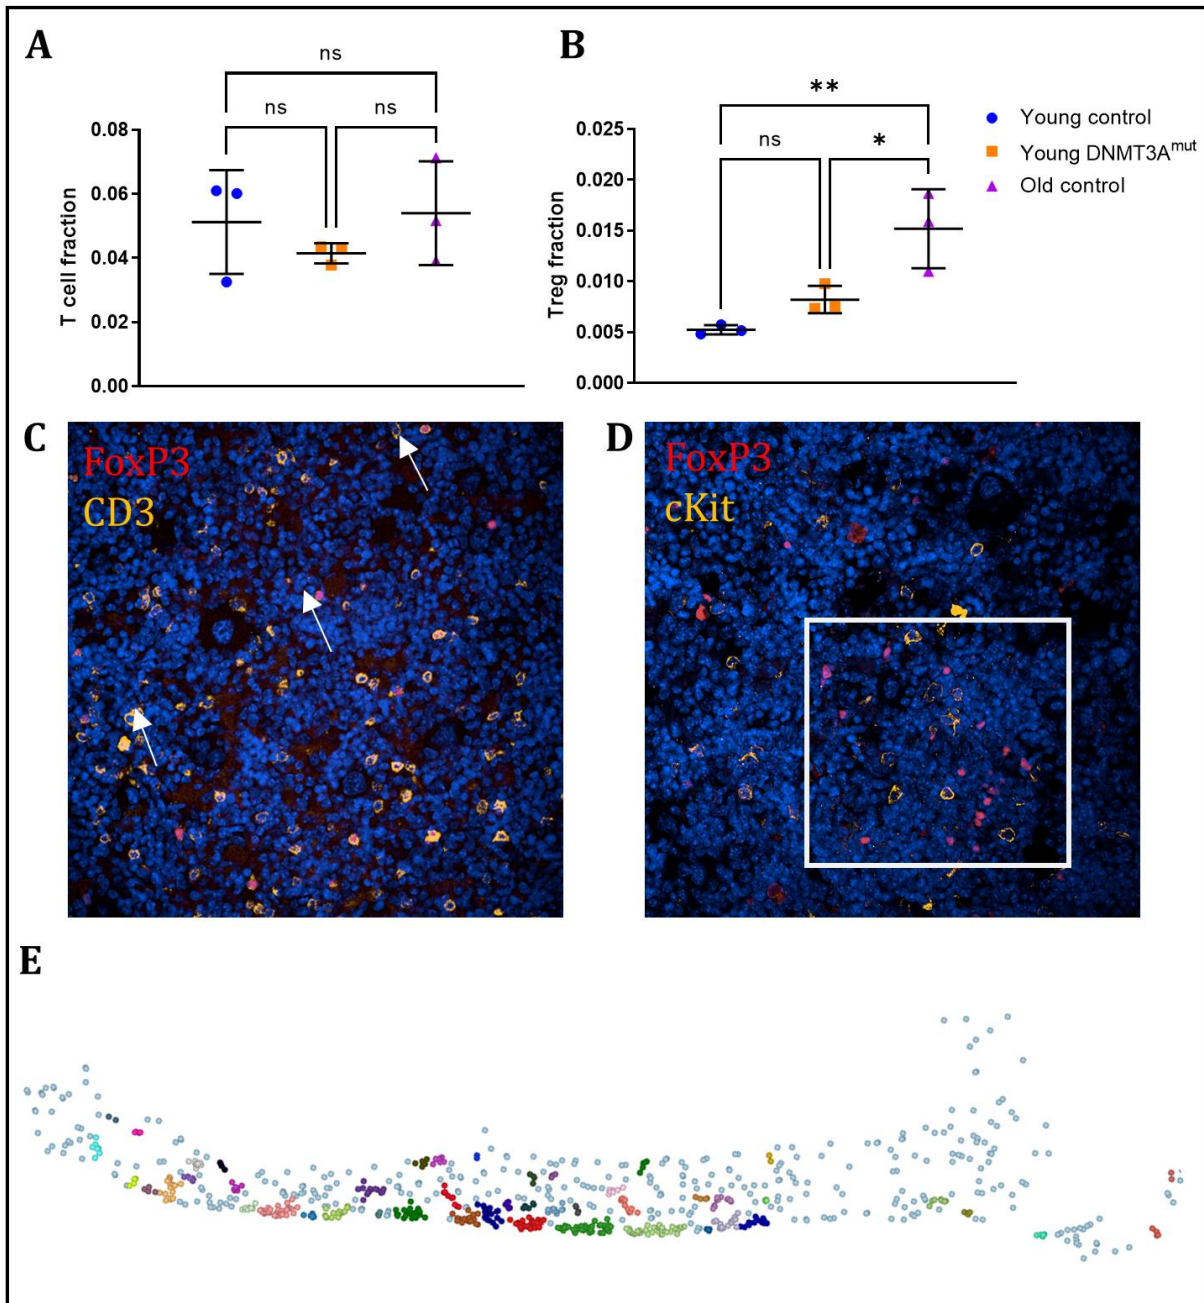 A
ns
ns
ns
0.08
0.06
0.04
0.02
0.00
T cell fraction
B
**
ns
*
0.025
0.020
0.015
0.010
0.005
0.000
Treg fraction
Young control
Young DNMT3Amut
Old control
C
FoxP3
CD3
D
FoxP3
cKit
E